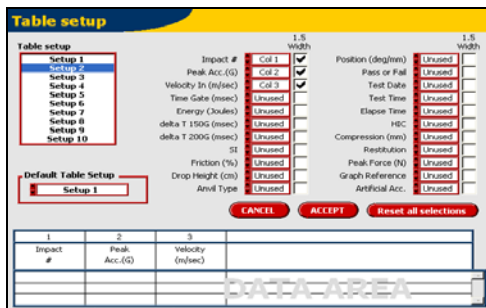 Table setup
Table setup
Setup 1
Setup 2
Setup 3
Setup 4
Setup 5
Setup 6
Setup 7
Setup 8
Setup 9
Setup 10
Default Table Setup
Setup 1
1.5
Width
Impact # Col 1
Peak Acc.(G) Col 2
Velocity In (m/sec) Col 3
Time Gate (msec) Unused
Energy (Joules) Unused
delta T 150G (msec) Unused
delta T 200G (msec) Unused
SI Unused
Friction (%) Unused
Drop Height (cm) Unused
Anvil Type Unused
1.5
Width
Position (deg/mm) Unused
Pass or Fail Unused
Test Date Unused
Test Time Unused
Elapse Time Unused
HIC Unused
Compression (mm) Unused
Restitution Unused
Peak Force (N) Unused
Graph Reference Unused
Artificial Acc. Unused
CANCEL ACCEPT Reset all selections
1 2 3
Impact Peak Velocity
# Acc.(G) (m/sec)
DATA AREA